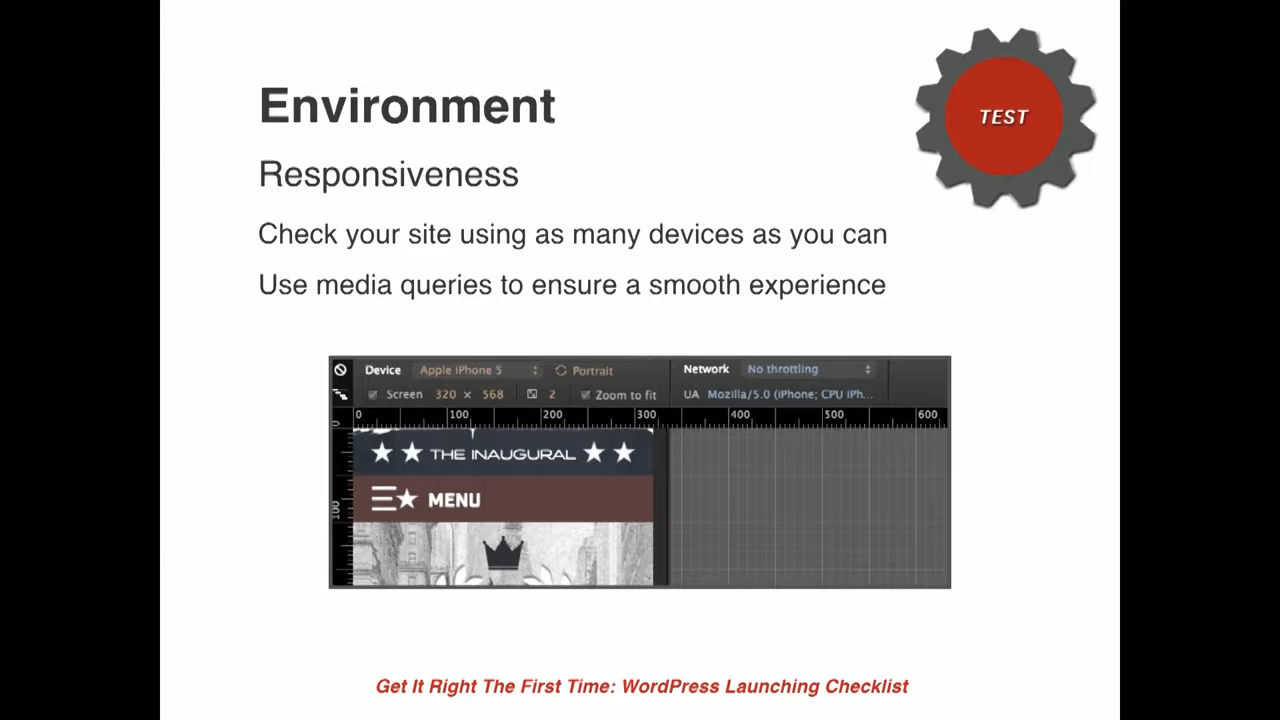 Environment
TEST
Responsiveness
Check your site using as many devices as you can
Use media queries to ensure a smooth experience
Device Apple iPhone 5 Portrait Network No throttling
Screen 320 × 568 2 Zoom to fit UA Mozilla/5.0 (iPhone; CPU iPh...
0 100 200 300 400 500 600
0
THE INAUGURAL
MENU
100
Get It Right The First Time: WordPress Launching Checklist